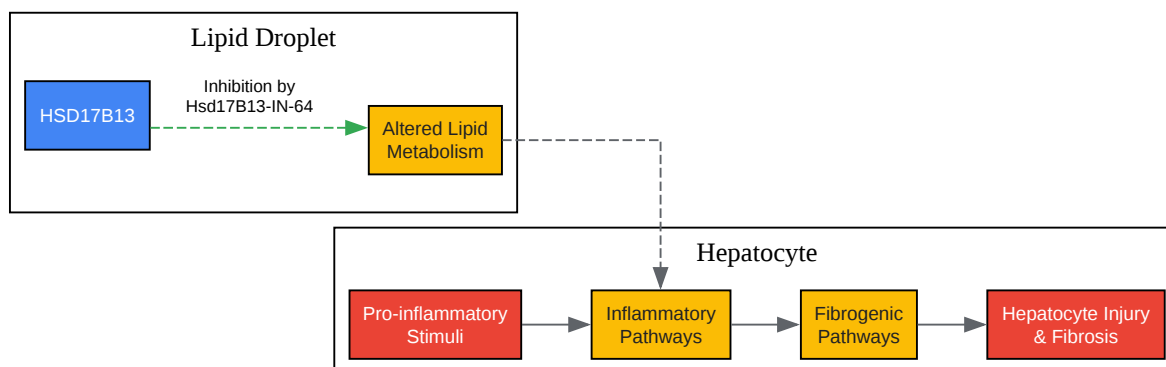 Lipid Droplet
HSD17B13
Inhibition by
Hsd17B13-IN-64
Altered Lipid
Metabolism
Hepatocyte
Pro-inflammatory
Stimuli
Inflammatory
Pathways
Fibrogenic
Pathways
Hepatocyte Injury
& Fibrosis